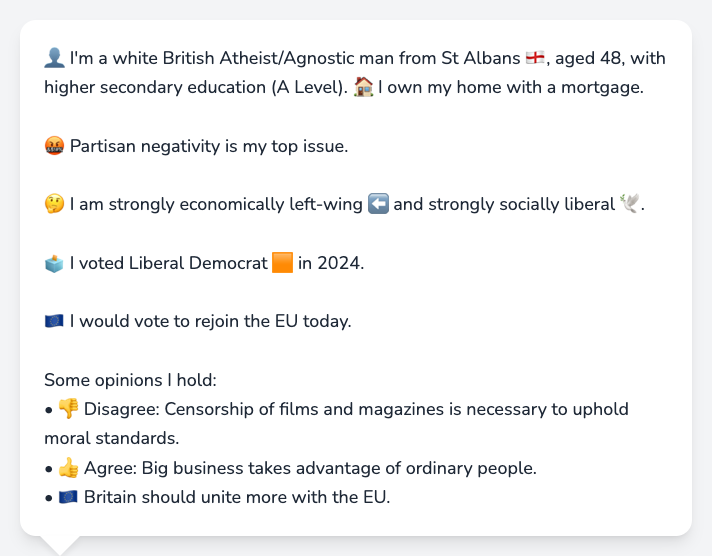 👤 I'm a white British Atheist/Agnostic man from St Albans 🏴󠁧󠁢󠁥󠁮󠁧󠁿, aged 48, with
higher secondary education (A Level). 🏠 I own my home with a mortgage.
🤬 Partisan negativity is my top issue.
🤔 I am strongly economically left-wing ⬅️ and strongly socially liberal 🕊️.
🗳️ I voted Liberal Democrat 🟧 in 2024.
🇪🇺 I would vote to rejoin the EU today.
Some opinions I hold:
• 👎 Disagree: Censorship of films and magazines is necessary to uphold
moral standards.
• 👍 Agree: Big business takes advantage of ordinary people.
• 🇪🇺 Britain should unite more with the EU.